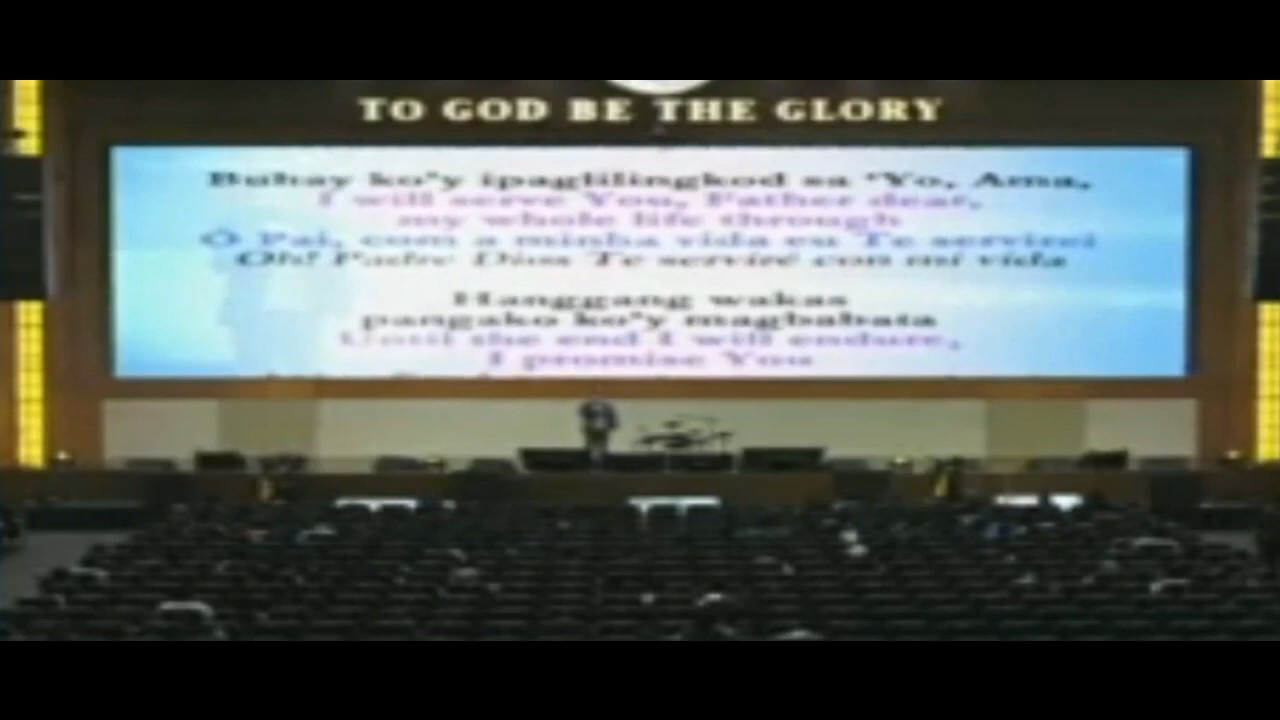 TO GOD BE THE GLORY
Buhay ko'y ipaglilingkod sa 'Yo, Ama,
I will serve You, Father dear,
my whole life through
Ó Pai, com a minha vida eu Te servirei
Oh! Padre Dios Te serviré con mi vida
Hanggang wakas
pangako ko'y magbabata
Until the end I will endure,
I promise You